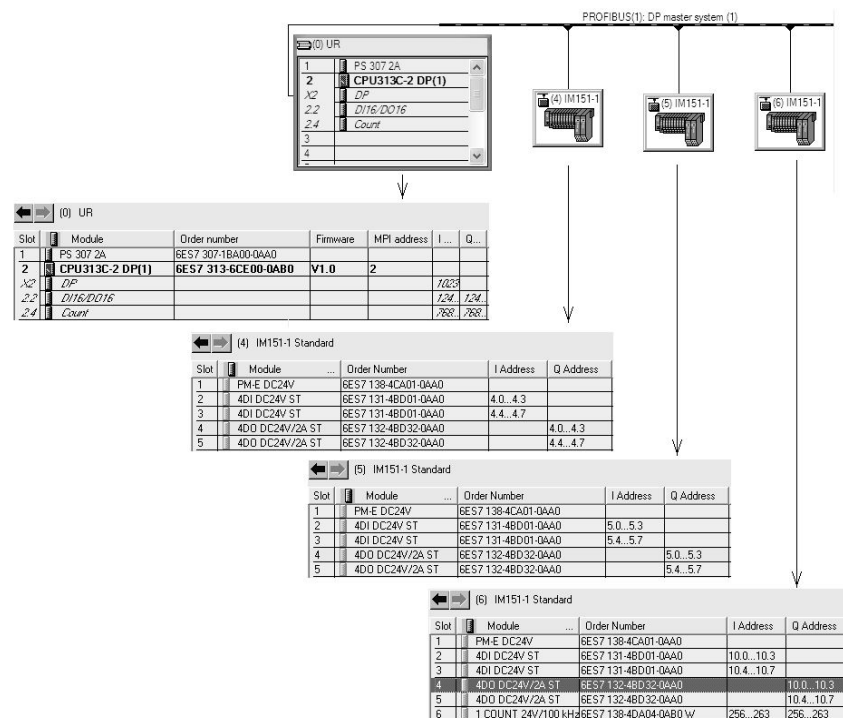 PROFIBUS(1): DP master system (1)
(0) UR
1 PS 307 2A
2 CPU313C-2 DP(1)
X2 DP
2.2 DI16/DO16
2.4 Count
3
4
(4) IM151-1
(5) IM151-1
(6) IM151-1
(0) UR
Slot Module Order number Firmware MPI address I ... Q...
1 PS 307 2A 6ES7 307-1BA00-0AA0
2 CPU313C-2 DP(1) 6ES7 313-6CE00-0AB0 V1.0 2
X2 DP 1023
2.2 DI16/DO16 124... 124...
2.4 Count 768... 768...
(4) IM151-1 Standard
Slot Module ... Order Number I Address Q Address
1 PM-E DC24V 6ES7 138-4CA01-0AA0
2 4DI DC24V ST 6ES7 131-4BD01-0AA0 4.0...4.3
3 4DI DC24V ST 6ES7 131-4BD01-0AA0 4.4...4.7
4 4DO DC24V/2A ST 6ES7 132-4BD32-0AA0 4.0...4.3
5 4DO DC24V/2A ST 6ES7 132-4BD32-0AA0 4.4...4.7
(5) IM151-1 Standard
Slot Module ... Order Number I Address Q Address
1 PM-E DC24V 6ES7 138-4CA01-0AA0
2 4DI DC24V ST 6ES7 131-4BD01-0AA0 5.0...5.3
3 4DI DC24V ST 6ES7 131-4BD01-0AA0 5.4...5.7
4 4DO DC24V/2A ST 6ES7 132-4BD32-0AA0 5.0...5.3
5 4DO DC24V/2A ST 6ES7 132-4BD32-0AA0 5.4...5.7
(6) IM151-1 Standard
Slot Module ... Order Number I Address Q Address
1 PM-E DC24V 6ES7 138-4CA01-0AA0
2 4DI DC24V ST 6ES7 131-4BD01-0AA0 10.0...10.3
3 4DI DC24V ST 6ES7 131-4BD01-0AA0 10.4...10.7
4 4DO DC24V/2A ST 6ES7 132-4BD32-0AA0 10.0...10.3
5 4DO DC24V/2A ST 6ES7 132-4BD32-0AA0 10.4...10.7
6 1 COUNT 24V/100 kHz 6ES7 138-4DA04-0AB0 W 256...263 256...263